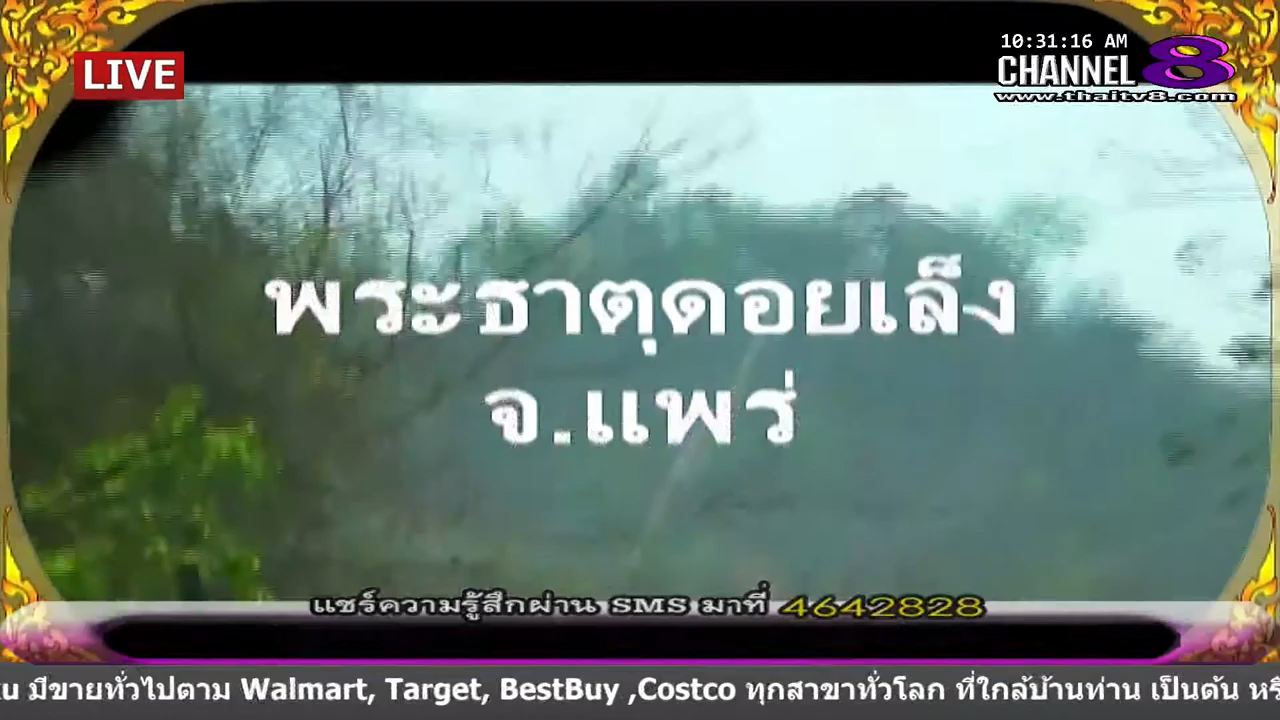 LIVE
10:31:16 AM
CHANNEL 8
www.thaitv8.com
พระธาตุดอยเล็ง
จ.แพร่
แชร์ความรู้สึกผ่าน SMS มาที่ 4642828
มีขายทั่วไปตาม Walmart, Target, BestBuy ,Costco ทุกสาขาทั่วโลก ที่ใกล้บ้านท่าน เป็นต้น